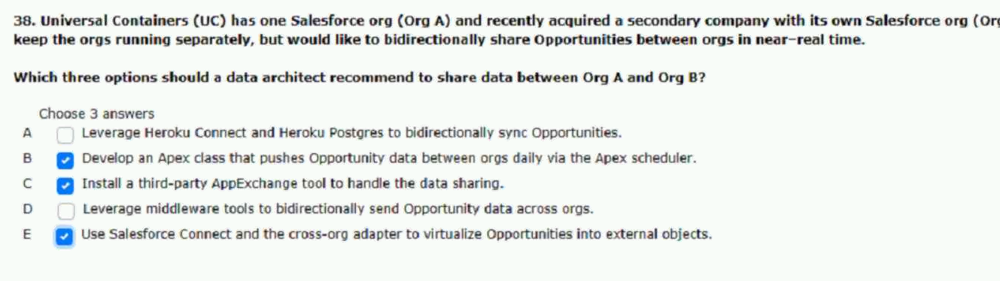 38. Universal Containers (UC) has one Salesforce org (Org A) and recently acquired a secondary company with its own Salesforce org (Org
keep the orgs running separately, but would like to bidirectionally share Opportunities between orgs in near-real time.
Which three options should a data architect recommend to share data between Org A and Org B?
Choose 3 answers
A Leverage Heroku Connect and Heroku Postgres to bidirectionally sync Opportunities.
B Develop an Apex class that pushes Opportunity data between orgs daily via the Apex scheduler.
C Install a third-party AppExchange tool to handle the data sharing.
D Leverage middleware tools to bidirectionally send Opportunity data across orgs.
E Use Salesforce Connect and the cross-org adapter to virtualize Opportunities into external objects.